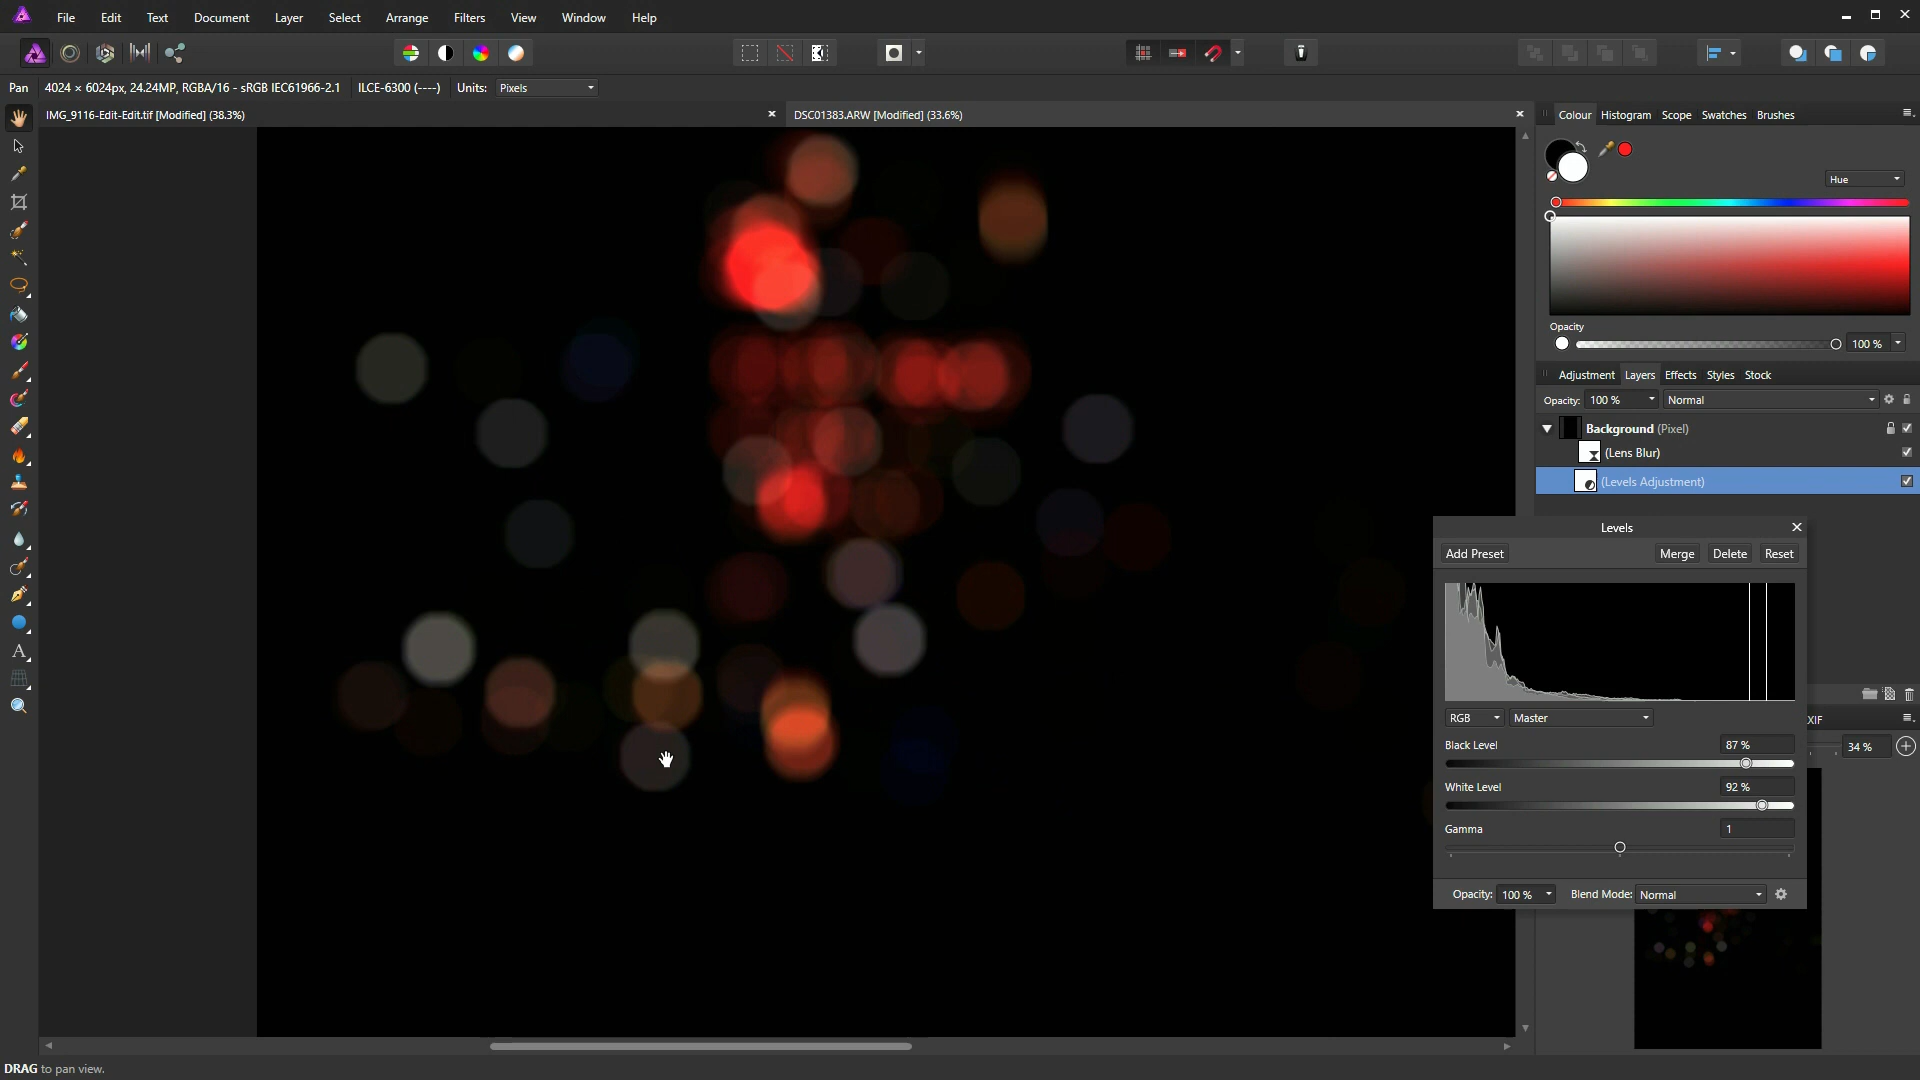 File Edit Text Document Layer Select Arrange Filters View Window Help
Pan 4024 × 6024px, 24.24MP, RGBA/16 - sRGB IEC61966-2.1 ILCE-6300 (----) Units: Pixels
IMG_9116-Edit-Edit.tif [Modified] (38.3%) DSC01383.ARW [Modified] (33.6%)
Colour Histogram Scope Swatches Brushes
Hue
Opacity
100 %
Adjustment Layers Effects Styles Stock
Opacity: 100 % Normal
Background (Pixel)
(Lens Blur)
(Levels Adjustment)
Levels
Add Preset Merge Delete Reset
RGB Master
XIF
Black Level 87 %
34 %
White Level 92 %
Gamma 1
Opacity: 100 % Blend Mode: Normal
A
DRAG to pan view.